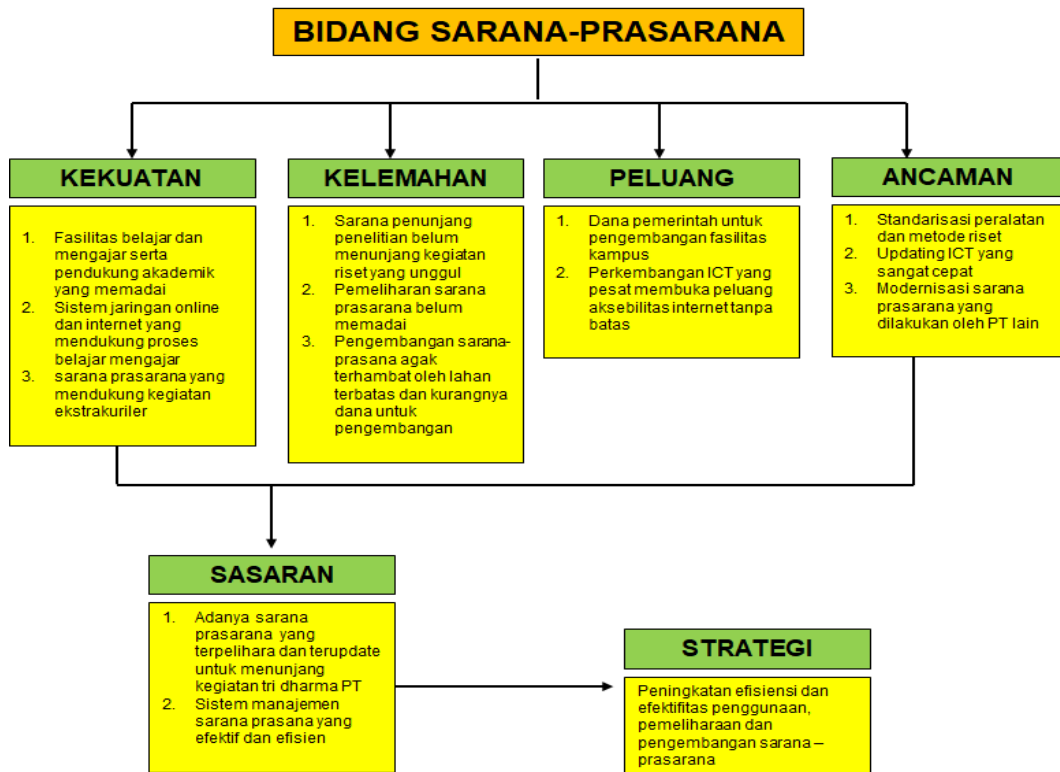 BIDANG SARANA-PRASARANA
KEKUATAN
1. Fasilitas belajar dan
mengajar serta
pendukung akademik
yang memadai
2. Sistem jaringan online
dan internet yang
mendukung proses
belajar mengajar
3. sarana prasarana yang
mendukung kegiatan
ekstrakuriler
KELEMAHAN
1. Sarana penunjang
penelitian belum
menunjang kegiatan
riset yang unggul
2. Pemeliharan sarana
prasarana belum
memadai
3. Pengembangan sarana-
prasana agak
terhambat oleh lahan
terbatas dan kurangnya
dana untuk
pengembangan
PELUANG
1. Dana pemerintah untuk
pengembangan fasilitas
kampus
2. Perkembangan ICT yang
pesat membuka peluang
aksebilitas internet tanpa
batas
ANCAMAN
1. Standarisasi peralatan
dan metode riset
2. Updating ICT yang
sangat cepat
3. Modernisasi sarana
prasarana yang
dilakukan oleh PT lain
SASARAN
1. Adanya sarana
prasarana yang
terpelihara dan terupdate
untuk menunjang
kegiatan tri dharma PT
2. Sistem manajemen
sarana prasana yang
efektif dan efisien
STRATEGI
Peningkatan efisiensi dan
efektifitas penggunaan,
pemeliharaan dan
pengembangan sarana –
prasarana